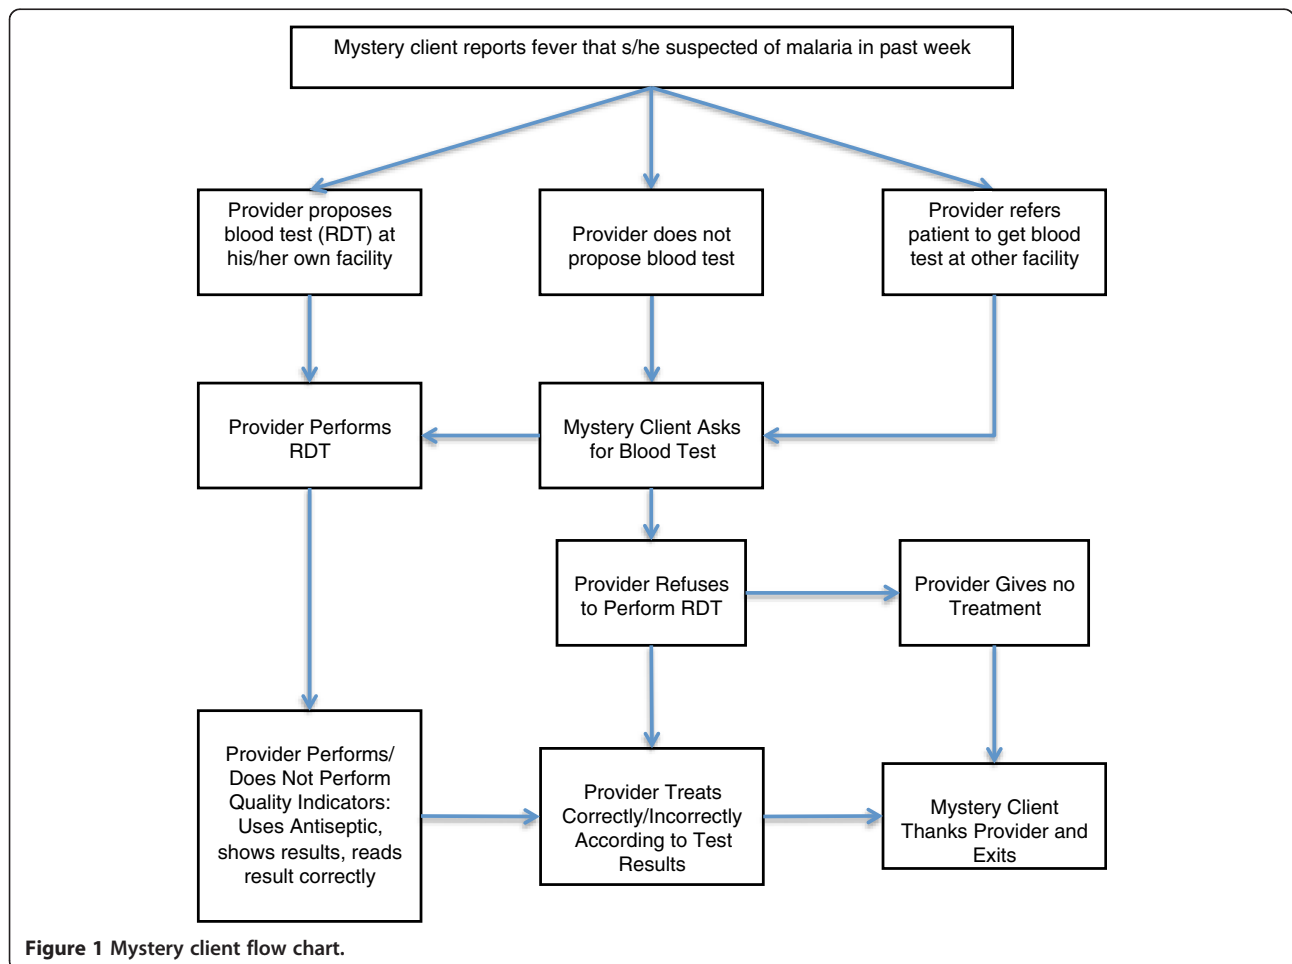 Mystery client reports fever that s/he suspected of malaria in past week
Provider proposes
blood test (RDT) at
his/her own facility
Provider does not
propose blood test
Provider refers
patient to get blood
test at other facility
Provider Performs
RDT
Mystery Client Asks
for Blood Test
Provider Refuses
to Perform RDT
Provider Gives no
Treatment
Provider Performs/
Does Not Perform
Quality Indicators:
Uses Antiseptic,
shows results, reads
result correctly
Provider Treats
Correctly/Incorrectly
According to Test
Results
Mystery Client
Thanks Provider and
Exits
Figure 1 Mystery client flow chart.